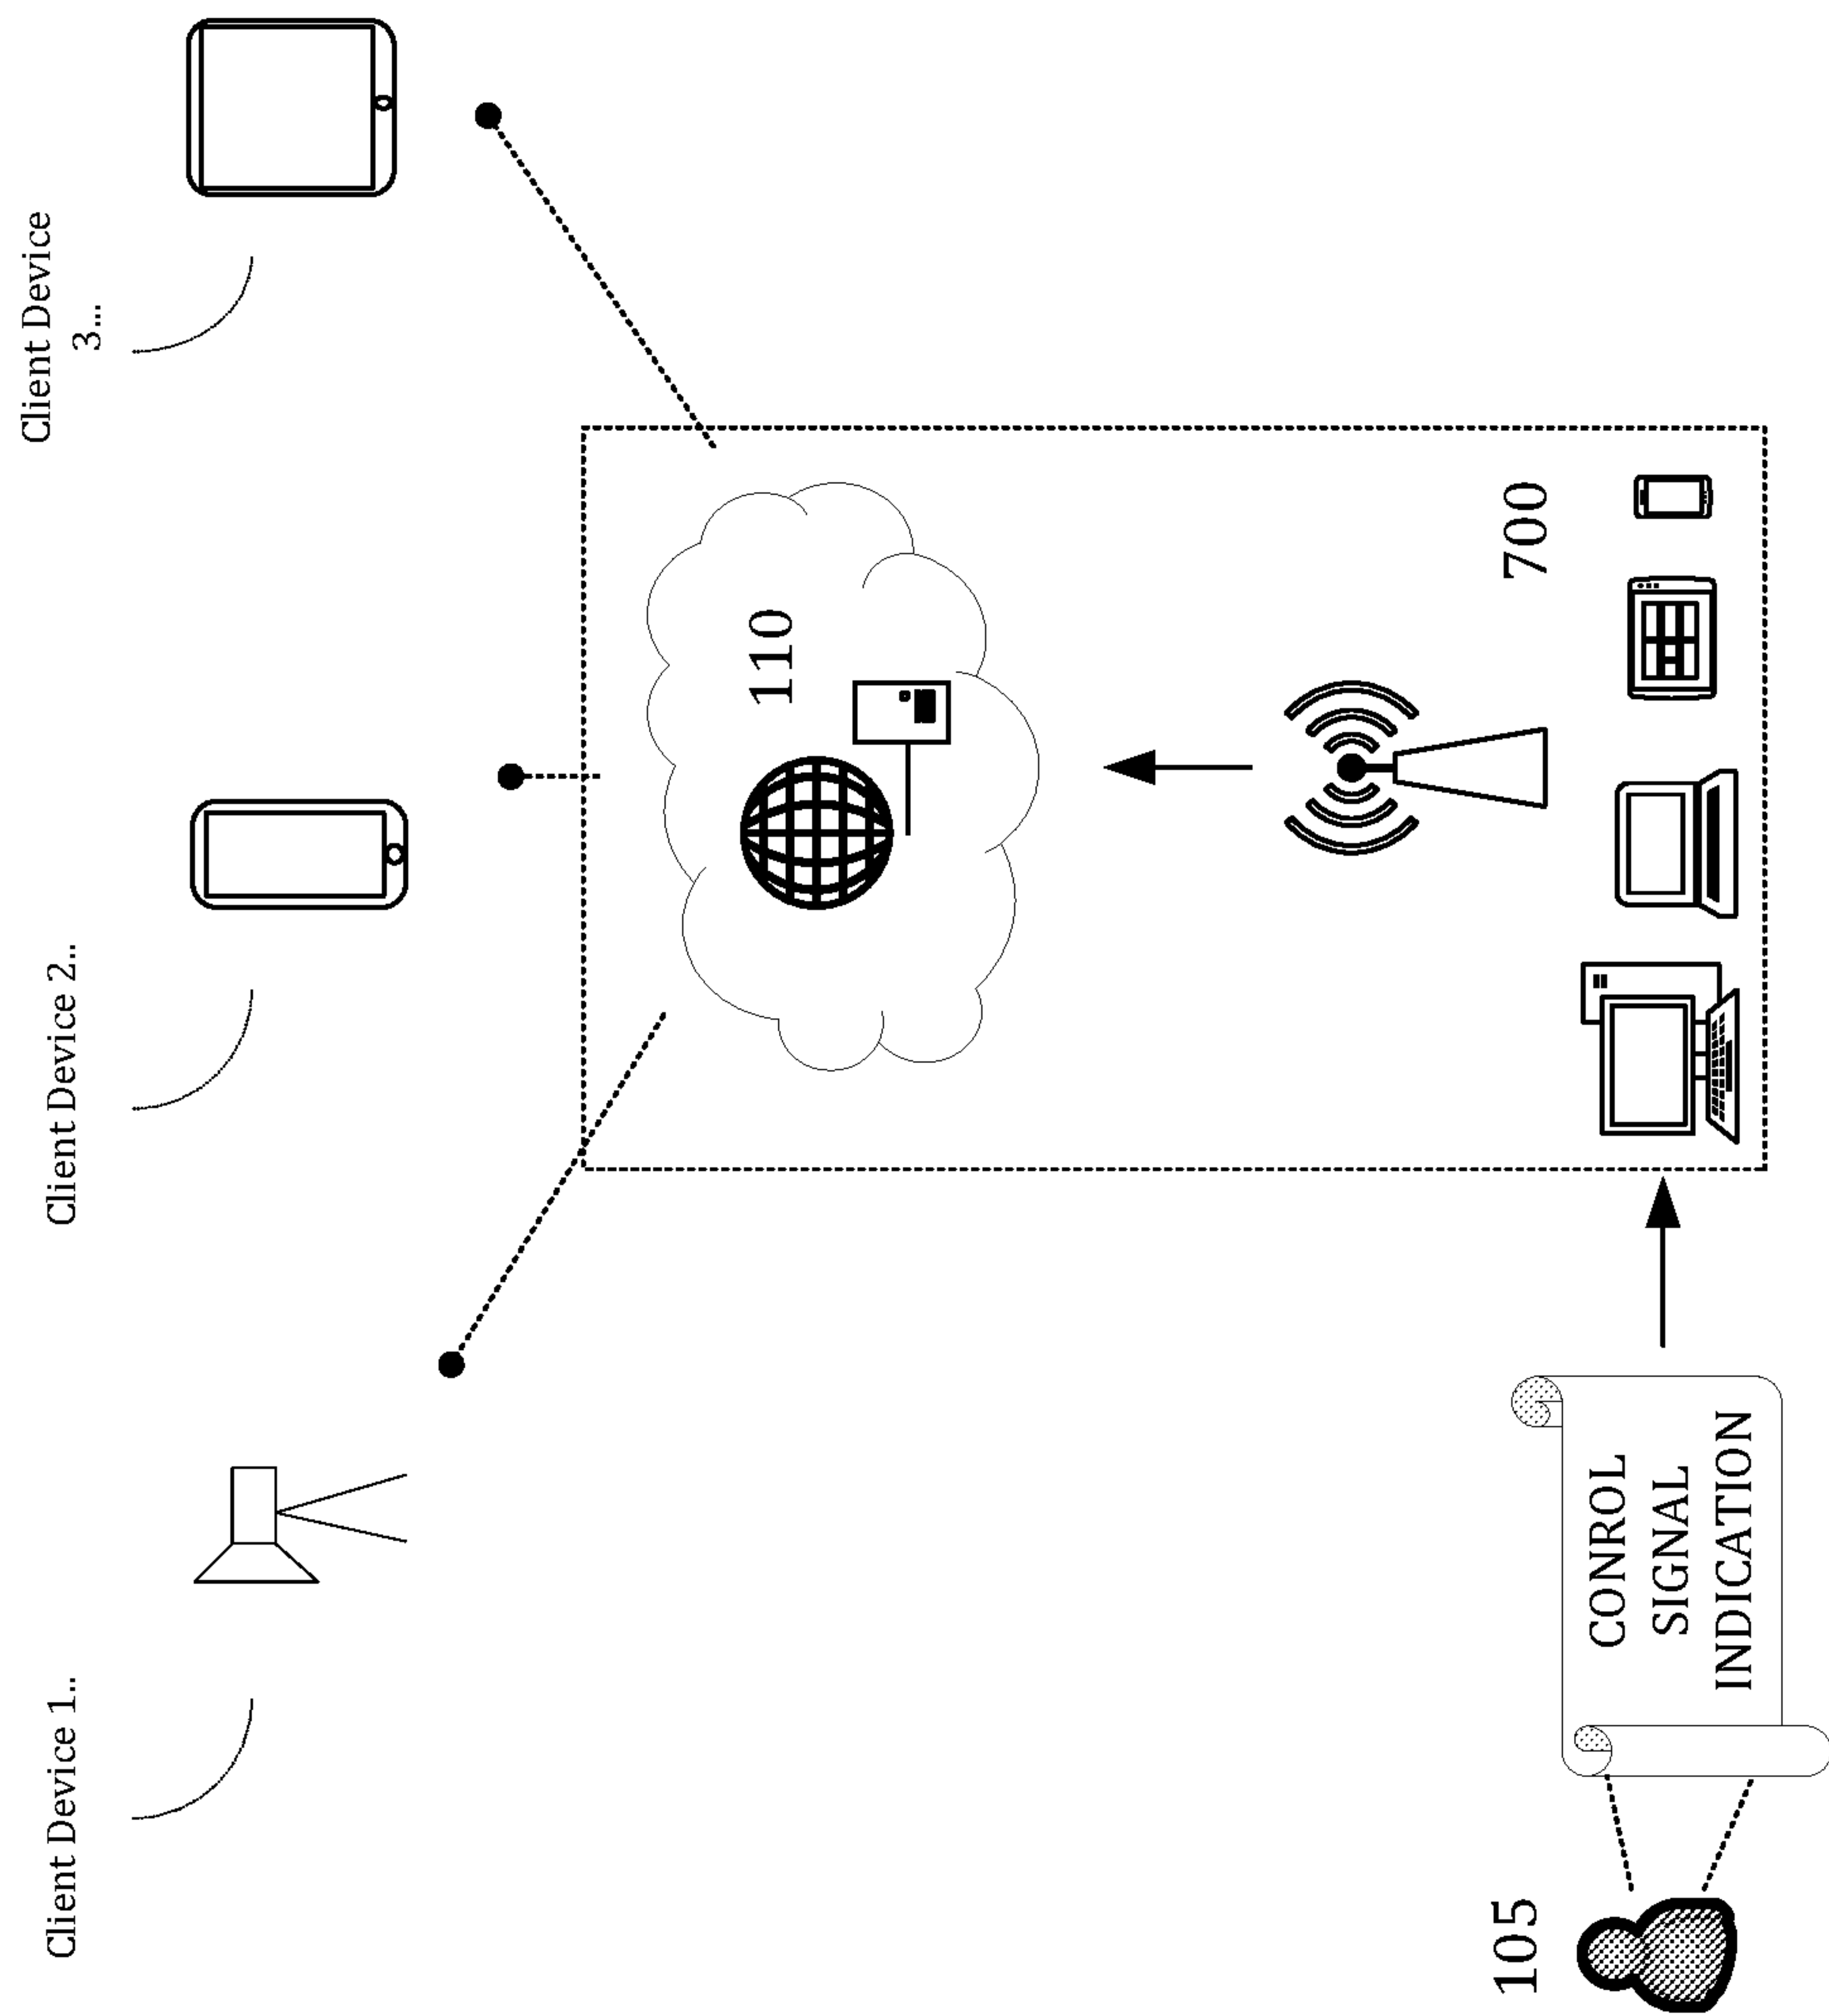 Client Device 1..
Client Device 2..
Client Device
3...
110
700
105
CONROL
SIGNAL
INDICATION